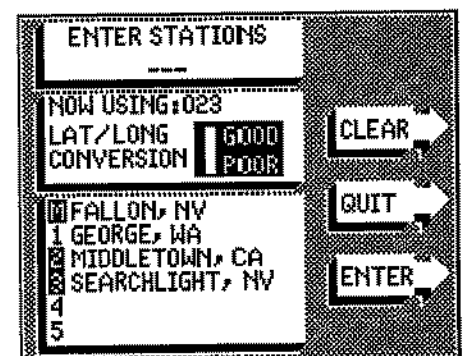 ENTER STATIONS
___
NOW USING:023
LAT/LONG
CONVERSION
GOOD
POOR
CLEAR
QUIT
ENTER
0 FALLON, NV
1 GEORGE, WA
2 MIDDLETOWN, CA
3 SEARCHLIGHT, NV
4
5